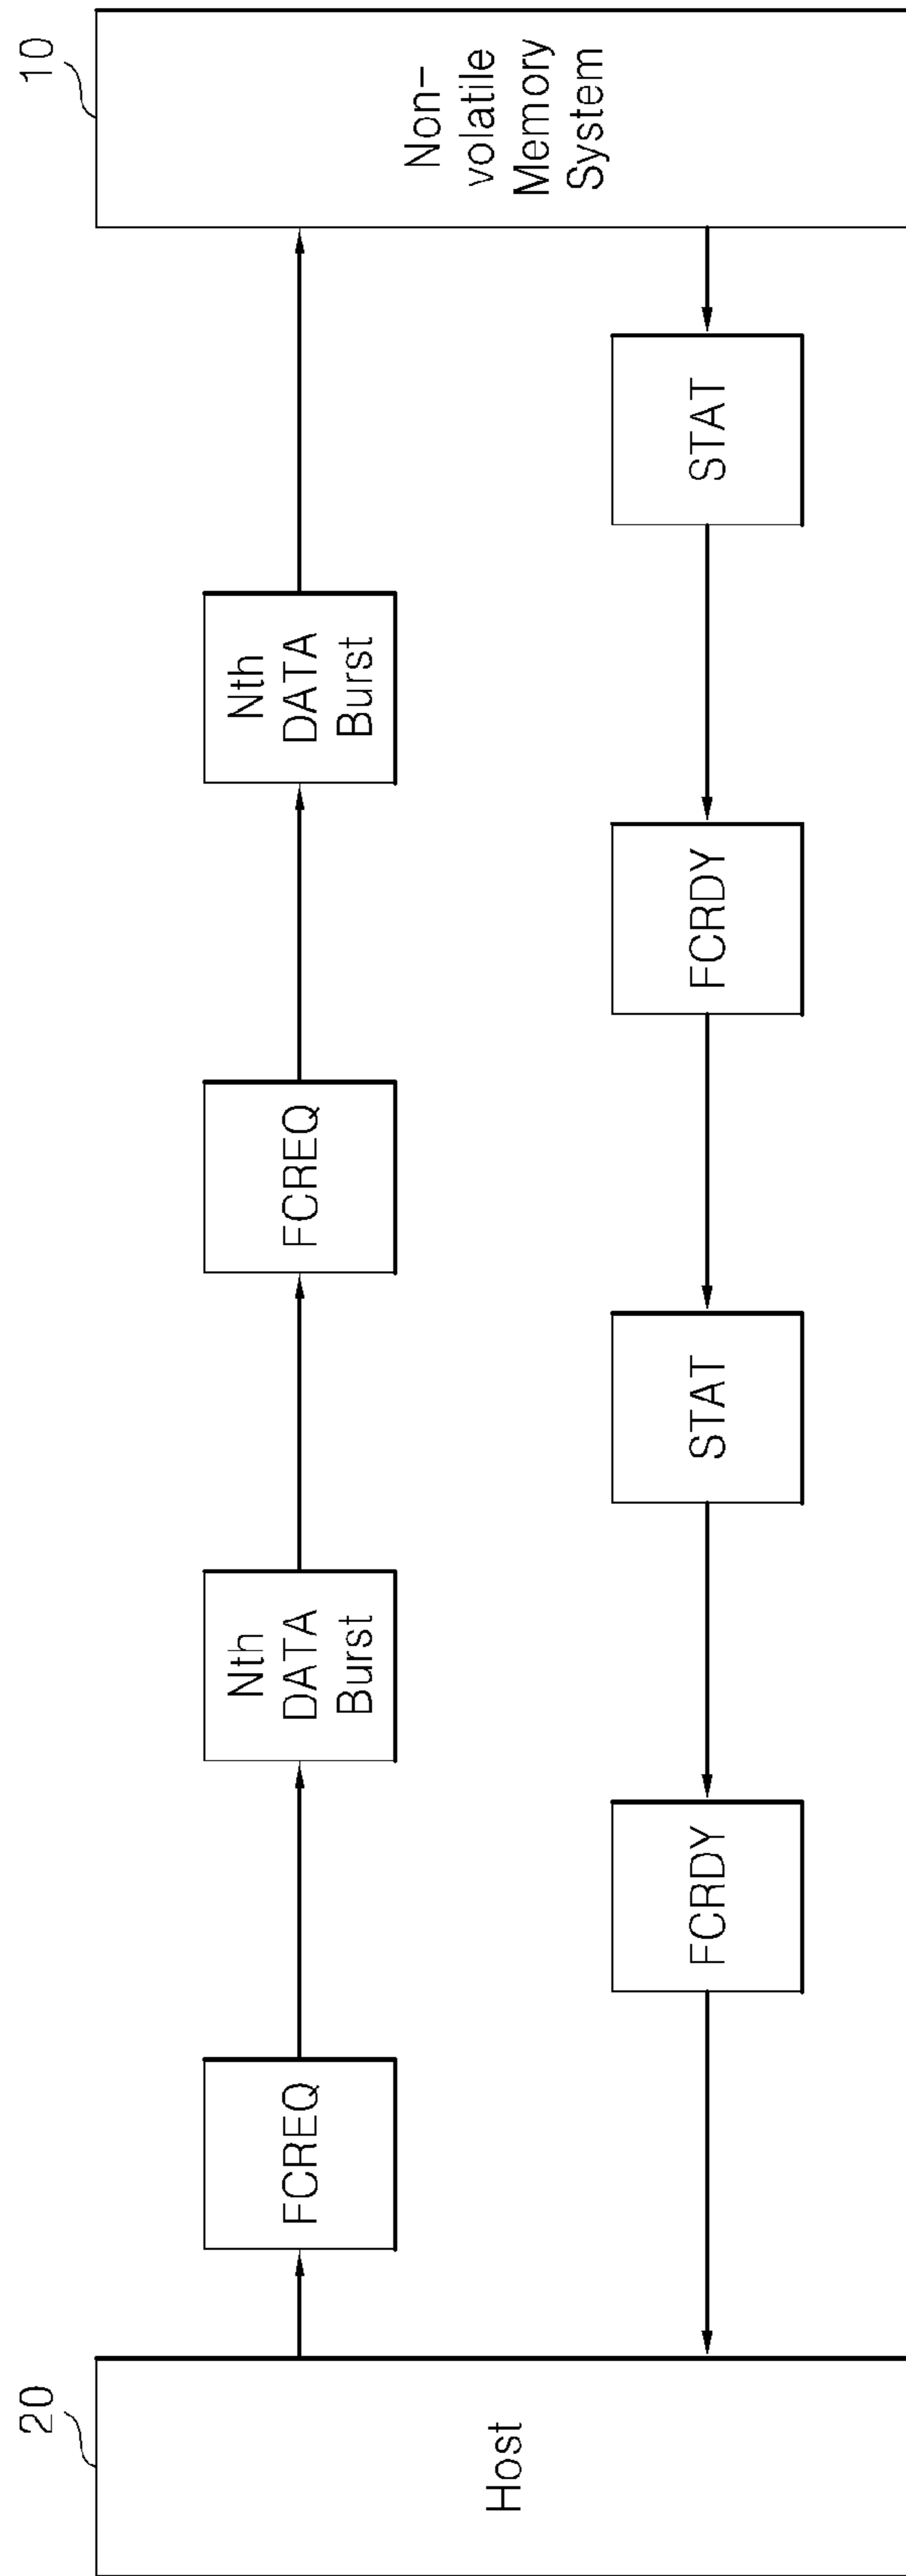 20
10
Host
FCREQ
Nth
DATA
Burst
FCREQ
Nth
DATA
Burst
Non-
volatile
Memory
System
FCRDY
STAT
FCRDY
STAT